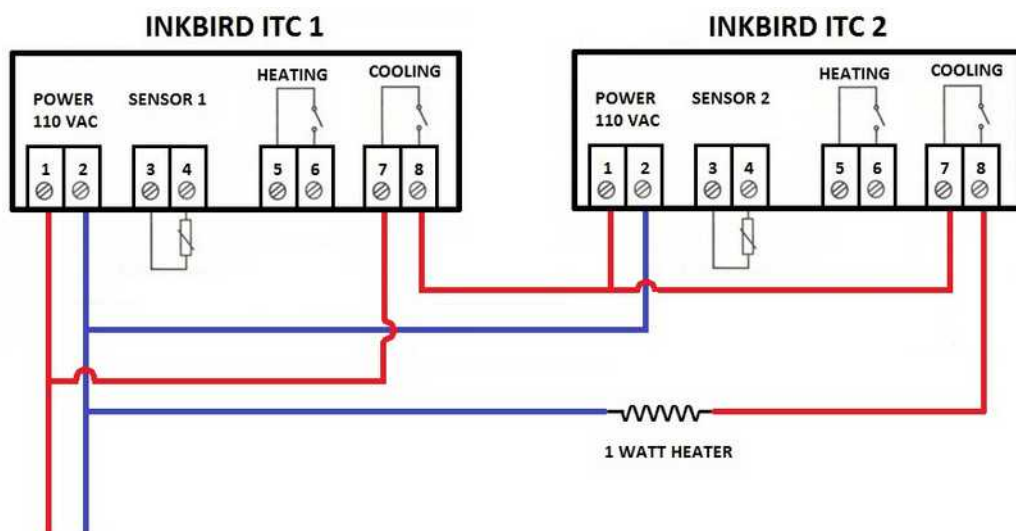 INKBIRD ITC 1
POWER
110 VAC
SENSOR 1
HEATING
COOLING
1 2 3 4 5 6 7 8
INKBIRD ITC 2
POWER
110 VAC
SENSOR 2
HEATING
COOLING
1 2 3 4 5 6 7 8
1 WATT HEATER